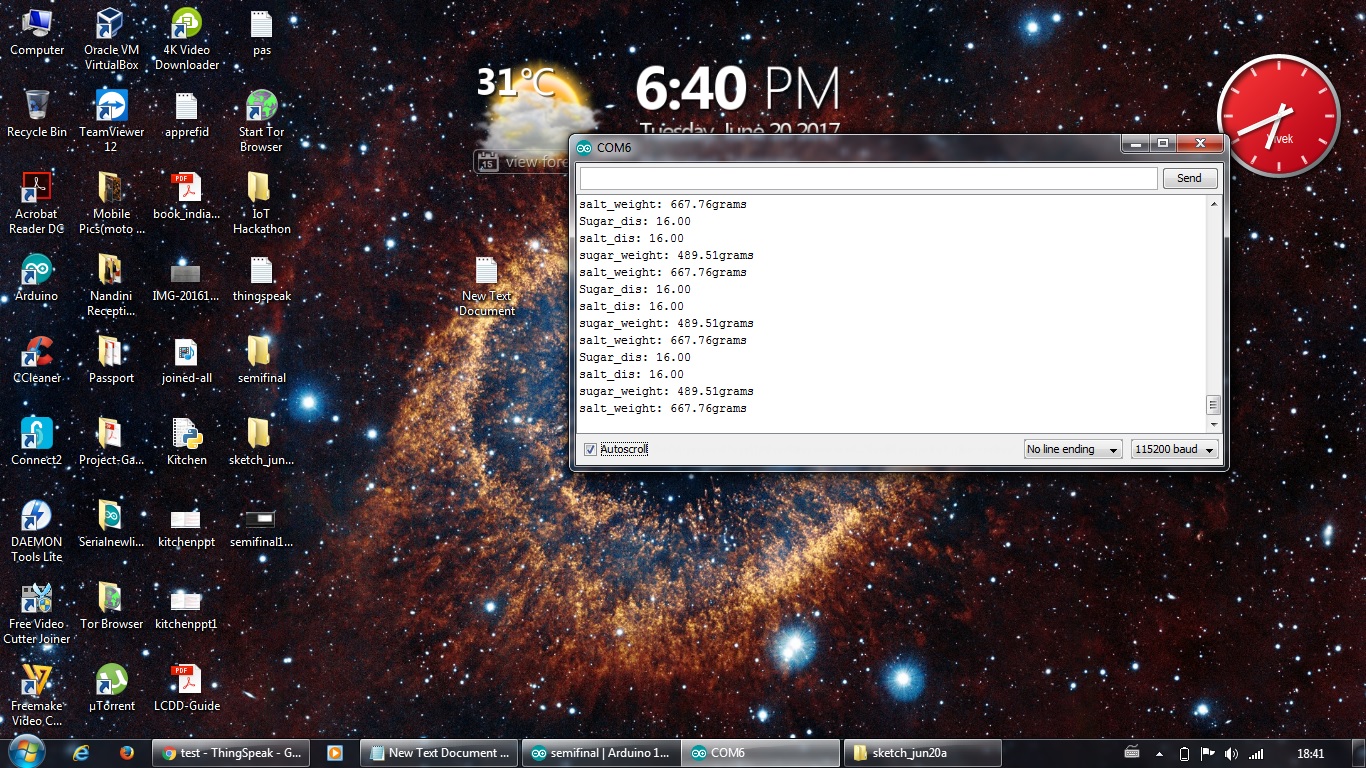 Computer
Oracle VM
VirtualBox
4K Video
Downloader
pas
Recycle Bin
TeamViewer
12
apprefid
Start Tor
Browser
Acrobat
Reader DC
Mobile
Pics(moto ...
PDF
book_india...
IoT
Hackathon
Arduino
Nandini
Recepti...
IMG-20161...
thingspeak
CCleaner
Passport
joined-all
semifinal
Connect2
Project-Ga...
Kitchen
sketch_jun...
DAEMON
Tools Lite
Serialnewli...
kitchenppt
semifinal1...
Free Video
Cutter Joiner
Tor Browser
kitchenppt1
Freemake
Video C...
µTorrent
PDF
LCDD-Guide
New Text
Document
31°C
6:40 PM
Tuesday, June 20 2017
15
view fore
COM6
Send
salt_weight: 667.76grams
Sugar_dis: 16.00
salt_dis: 16.00
sugar_weight: 489.51grams
salt_weight: 667.76grams
Sugar_dis: 16.00
salt_dis: 16.00
sugar_weight: 489.51grams
salt_weight: 667.76grams
Sugar_dis: 16.00
salt_dis: 16.00
sugar_weight: 489.51grams
salt_weight: 667.76grams
Autoscroll
No line ending
115200 baud
test - ThingSpeak - G...
New Text Document ...
semifinal | Arduino 1...
COM6
sketch_jun20a
18:41